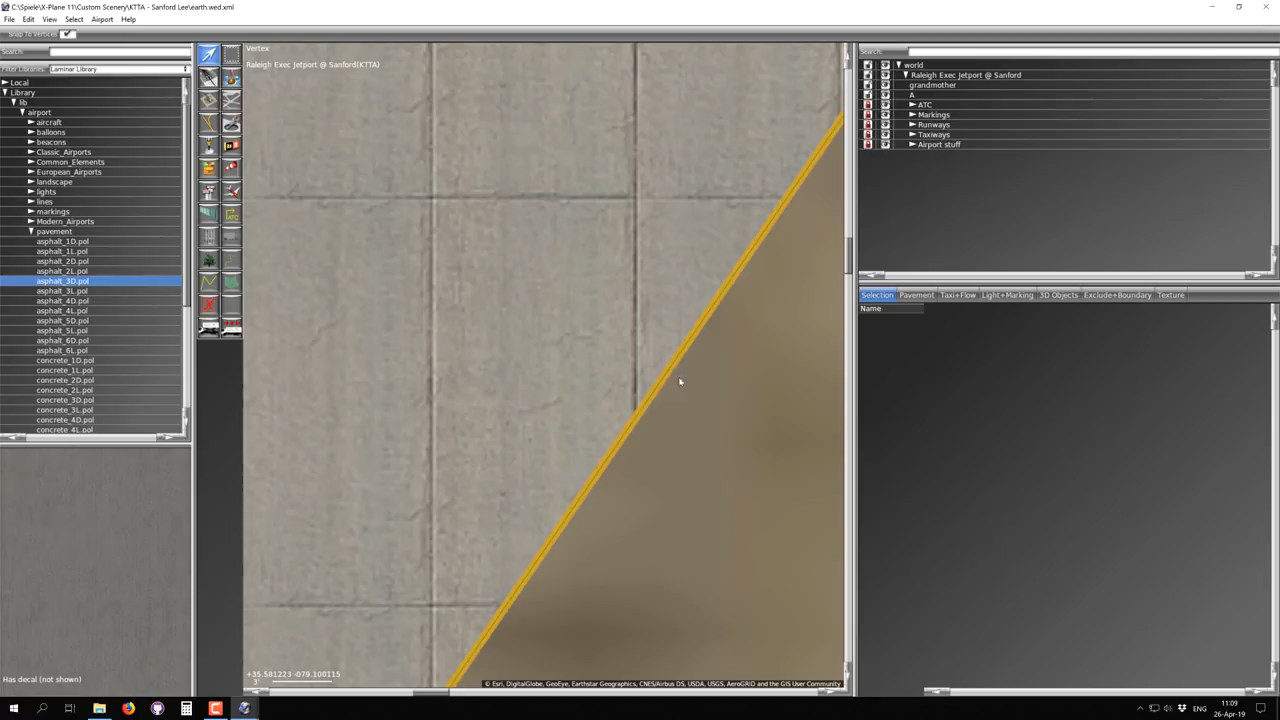 C:\Spiele\X-Plane 11\Custom Scenery\KTTA - Sanford Lee\earth.wed.xml
File Edit View Select Airport Help
Snap To Vertices
Search:
Filter Libraries: Laminar Library
Local
Library
lib
airport
aircraft
balloons
beacons
Classic_Airports
Common_Elements
European_Airports
landscape
lights
lines
markings
Modern_Airports
pavement
asphalt_1D.pol
asphalt_1L.pol
asphalt_2D.pol
asphalt_2L.pol
asphalt_3D.pol
asphalt_3L.pol
asphalt_4D.pol
asphalt_4L.pol
asphalt_5D.pol
asphalt_5L.pol
asphalt_6D.pol
asphalt_6L.pol
concrete_1D.pol
concrete_1L.pol
concrete_2D.pol
concrete_2L.pol
concrete_3D.pol
concrete_3L.pol
concrete_4D.pol
concrete_4L.pol
Has decal (not shown)
Vertex
Raleigh Exec Jetport @ Sanford(KTTA)
ATC
+35.581223 -079.100115
3'
© Esri, DigitalGlobe, GeoEye, Earthstar Geographics, CNES/Airbus DS, USDA, USGS, AeroGRID and the GIS User Community
Search:
world
Raleigh Exec Jetport @ Sanford
grandmother
A
ATC
Markings
Runways
Taxiways
Airport stuff
Selection Pavement Taxi+Flow Light+Marking 3D Objects Exclude+Boundary Texture
Name
ENG
11:09
26-Apr-19